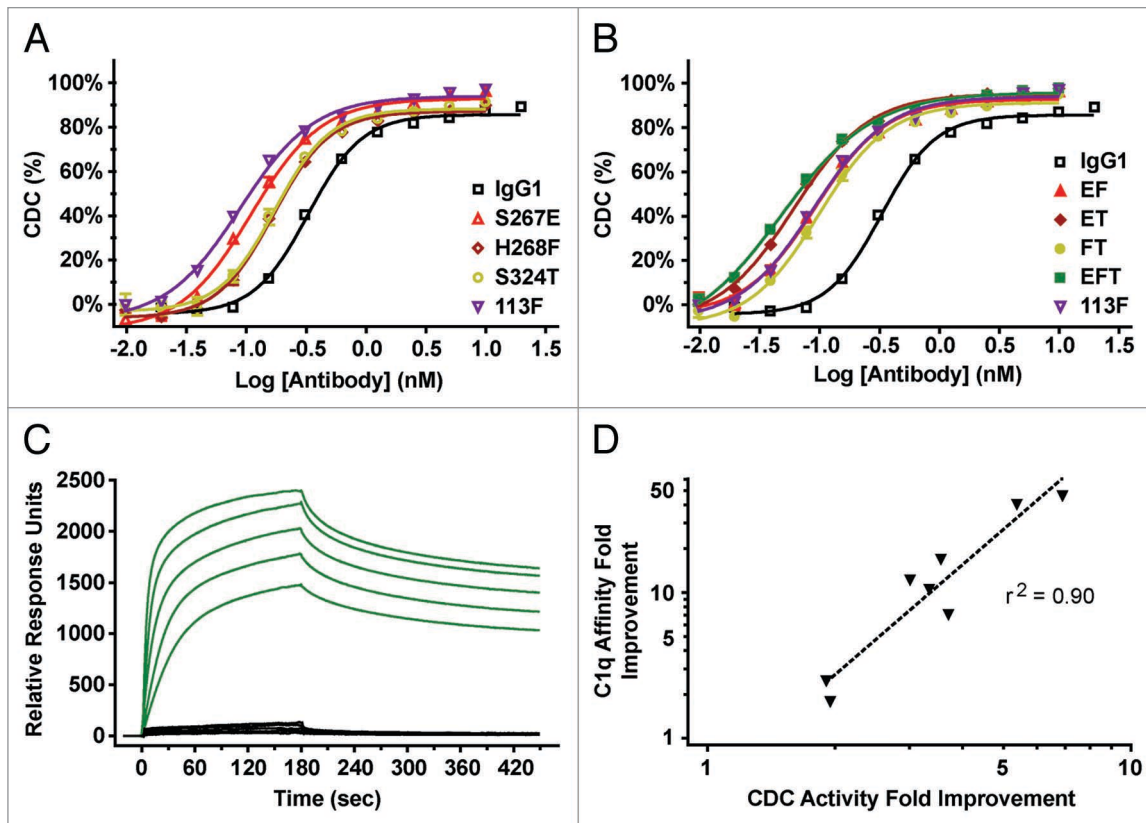 A
100%
80%
60%
40%
20%
0%
CDC (%)
-2.0 -1.5 -1.0 -0.5 0.0 0.5 1.0 1.5
Log [Antibody] (nM)
IgG1
S267E
H268F
S324T
113F
B
100%
80%
60%
40%
20%
0%
CDC (%)
-2.0 -1.5 -1.0 -0.5 0.0 0.5 1.0 1.5
Log [Antibody] (nM)
IgG1
EF
ET
FT
EFT
113F
C
2500
2000
1500
1000
500
0
Relative Response Units
0 60 120 180 240 300 360 420
Time (sec)
D
50
10
5
1
C1q Affinity Fold
Improvement
r² = 0.90
1 5 10
CDC Activity Fold Improvement